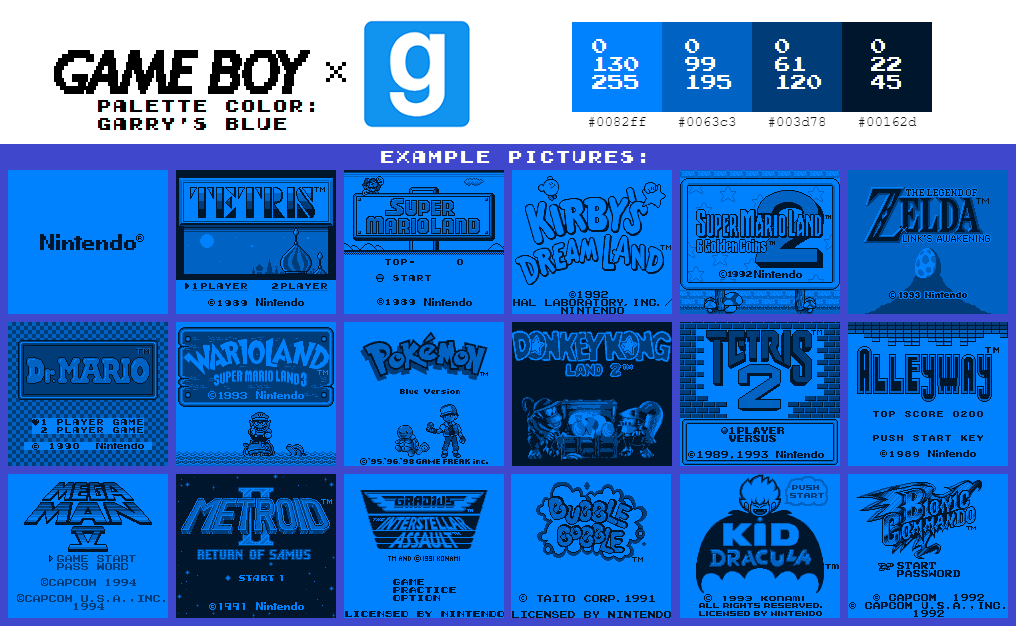 GAME BOY × g
PALETTE COLOR:
GARRY'S BLUE
0
130
255
0
99
195
0
61
120
0
22
45
#0082ff
#0063c3
#003d78
#00162d
EXAMPLE PICTURES:
Nintendo®
TETRIS™
1PLAYER 2PLAYER
©1989 Nintendo
SUPER
MARIOLAND
TOP- 0
START
©1989 Nintendo
KIRBY'S
DREAM LAND™
©1992
HAL LABORATORY, INC. /
NINTENDO
SUPER MARIO LAND™
2
6 Golden Coins™
©1992 Nintendo
THE LEGEND OF
ZELDA™
LINK'S AWAKENING
© 1993 Nintendo
Dr. MARIO™
1 PLAYER GAME
2 PLAYER GAME
© 1990 Nintendo
WARIOLAND
SUPER MARIO LAND 3
©1993 Nintendo
POKéMON™
Blue Version
©'95.'96.'98 GAME FREAK inc.
DONKEY KONG
LAND 2™
TETRIS™
2
1PLAYER
VERSUS
©1989,1993 Nintendo
ALLEYWAY™
TOP SCORE 0200
PUSH START KEY
©1989 Nintendo
MEGA
MAN
IV
GAME START
PASS WORD
©CAPCOM 1994
©CAPCOM U.S.A.,INC.
1994
II
METROID™
RETURN OF SAMUS
START 1
©1991 Nintendo
GRADIUS
THE INTERSTELLAR
ASSAULT™
TM AND © 1991 KONAMI
GAME
PRACTICE
OPTION
LICENSED BY NINTENDO
BUBBLE
BOBBLE™
© TAITO CORP. 1991
LICENSED BY NINTENDO
PUSH
START
KID
DRACULA™
© 1993 KONAMI
ALL RIGHTS RESERVED.
LICENSED BY NINTENDO
BIONIC
COMMANDO™
START
PASSWORD
© CAPCOM 1992
© CAPCOM U.S.A.,INC.
1992